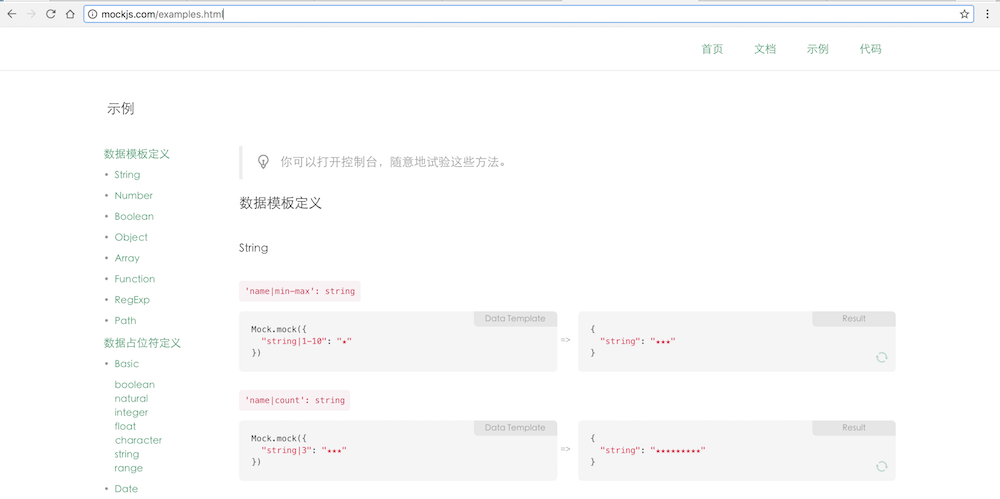 mockjs.com/examples.html
首页 文档 示例 代码
示例
数据模板定义
• String
• Number
• Boolean
• Object
• Array
• Function
• RegExp
• Path
数据占位符定义
• Basic
boolean
natural
integer
float
character
string
range
• Date
你可以打开控制台，随意地试验这些方法。
数据模板定义
String
'name|min-max': string
Data Template
Mock.mock({
"string|1-10": "★"
})
=>
Result
{
"string": "★★★"
}
'name|count': string
Data Template
Mock.mock({
"string|3": "★★★"
})
=>
Result
{
"string": "★★★★★★★★★"
}